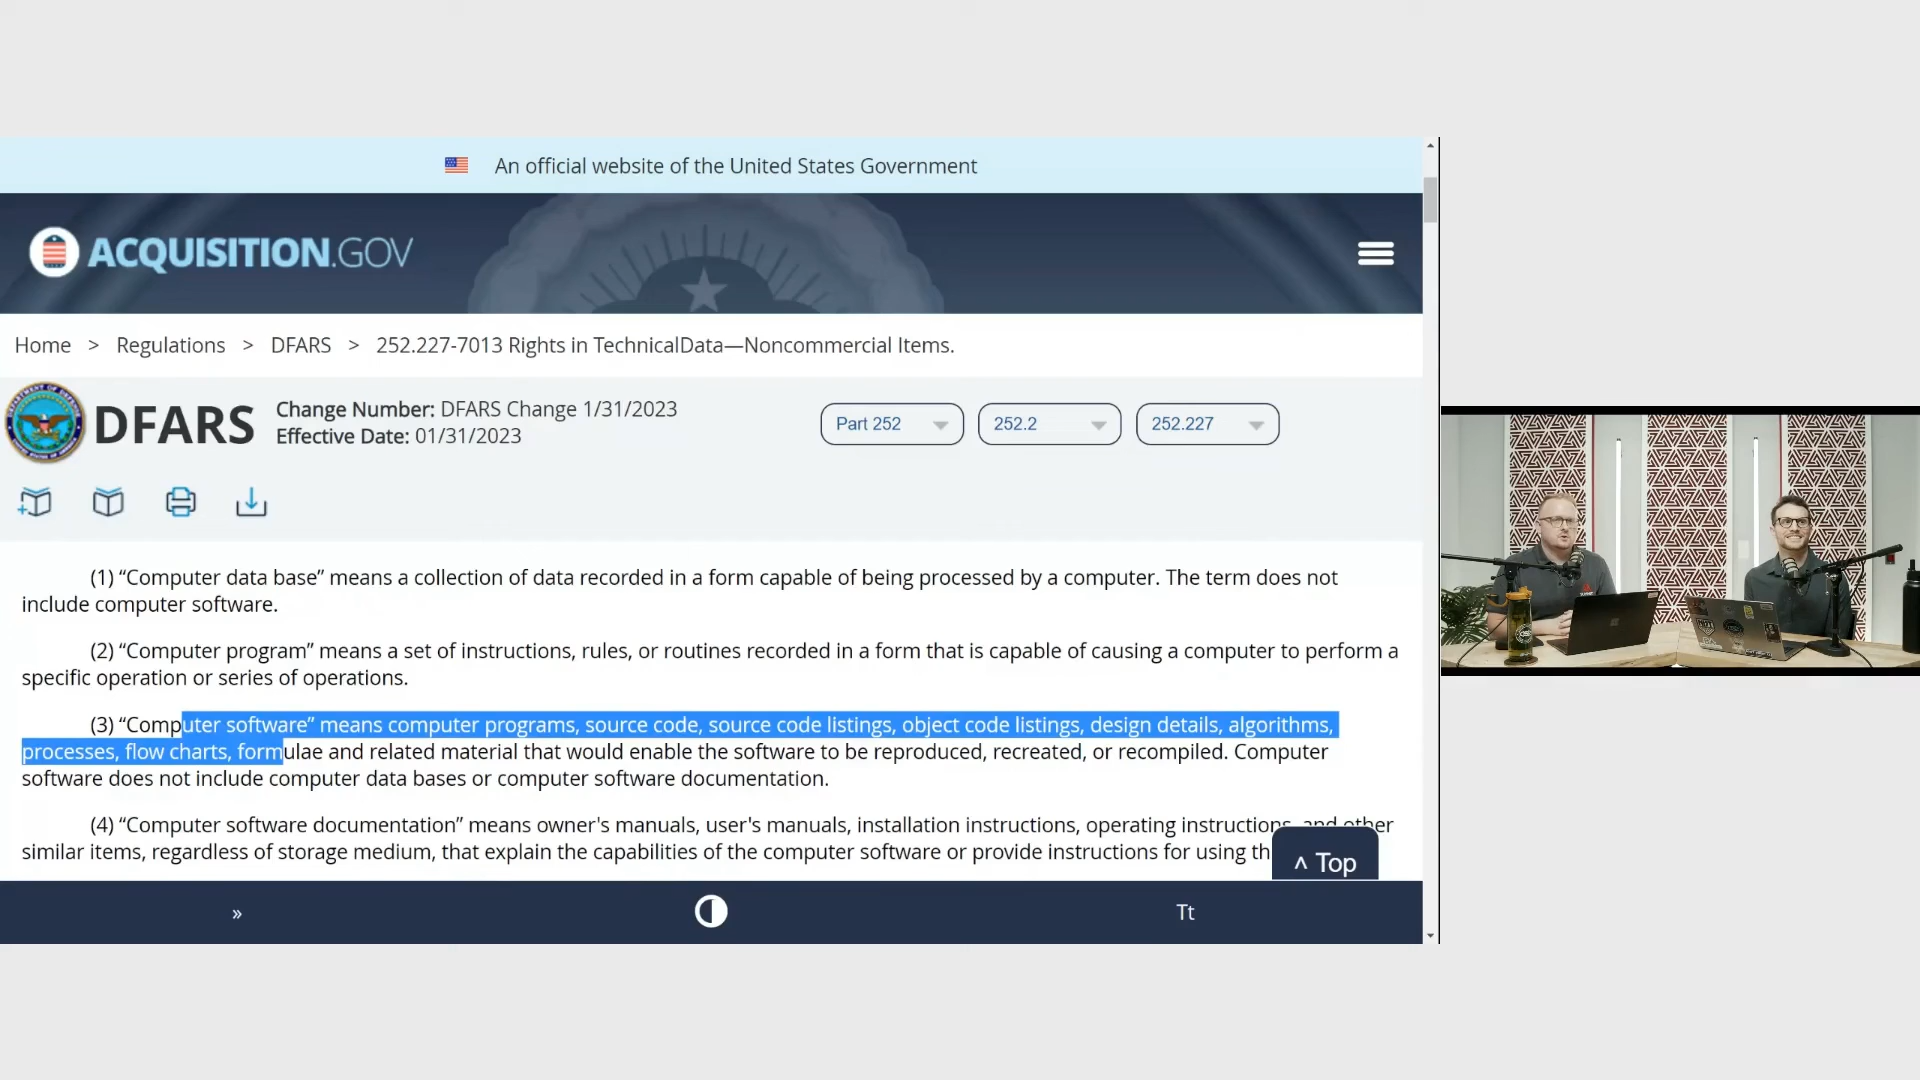 An official website of the United States Government
ACQUISITION.GOV
Home > Regulations > DFARS > 252.227-7013 Rights in TechnicalData—Noncommercial Items.
DFARS
Change Number: DFARS Change 1/31/2023
Effective Date: 01/31/2023
Part 252
252.2
252.227
(1) “Computer data base” means a collection of data recorded in a form capable of being processed by a computer. The term does not
include computer software.
(2) “Computer program” means a set of instructions, rules, or routines recorded in a form that is capable of causing a computer to perform a
specific operation or series of operations.
(3) “Computer software” means computer programs, source code, source code listings, object code listings, design details, algorithms,
processes, flow charts, formulae and related material that would enable the software to be reproduced, recreated, or recompiled. Computer
software does not include computer data bases or computer software documentation.
(4) “Computer software documentation” means owner's manuals, user's manuals, installation instructions, operating instructions, and other
similar items, regardless of storage medium, that explain the capabilities of the computer software or provide instructions for using
^ Top
»
Tt